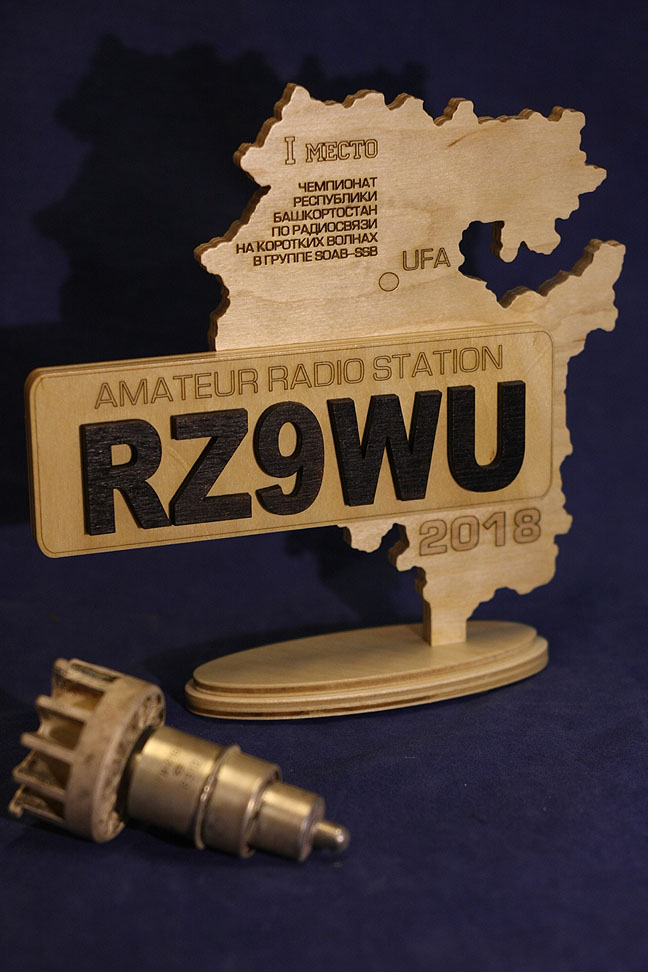 I МЕСТО
ЧЕМПИОНАТ
РЕСПУБЛИКИ
БАШКОРТОСТАН
ПО РАДИОСВЯЗИ
НА КОРОТКИХ ВОЛНАХ
В ГРУППЕ SOAB-SSB
UFA
AMATEUR RADIO STATION
RZ9WU
2018